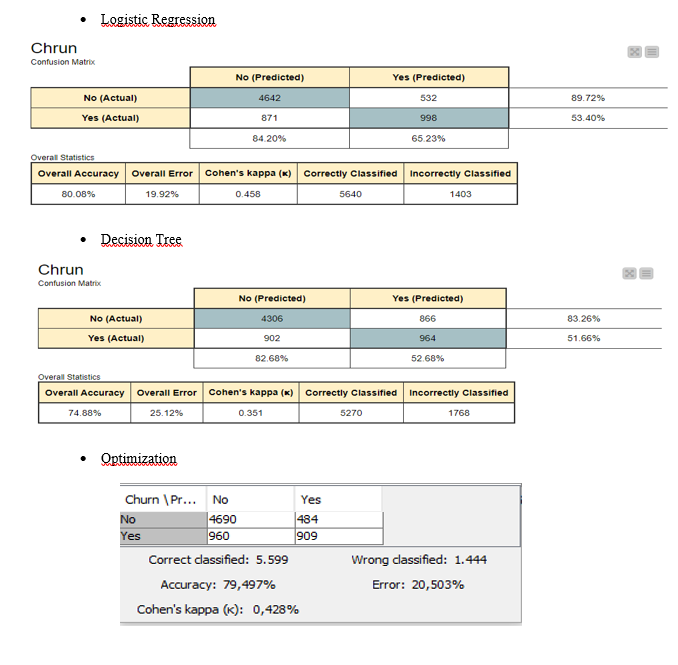 • Logistic Regression
Chrun
Confusion Matrix
No (Predicted) Yes (Predicted)
No (Actual) 4642 532 89.72%
Yes (Actual) 871 998 53.40%
84.20% 65.23%
Overall Statistics
Overall Accuracy Overall Error Cohen's kappa (κ) Correctly Classified Incorrectly Classified
80.08% 19.92% 0.458 5640 1403
• Decision Tree
Chrun
Confusion Matrix
No (Predicted) Yes (Predicted)
No (Actual) 4306 866 83.26%
Yes (Actual) 902 964 51.66%
82.68% 52.68%
Overall Statistics
Overall Accuracy Overall Error Cohen's kappa (κ) Correctly Classified Incorrectly Classified
74.88% 25.12% 0.351 5270 1768
• Optimization
Churn \ Pr... No Yes
No 4690 484
Yes 960 909
Correct classified: 5.599 Wrong classified: 1.444
Accuracy: 79,497% Error: 20,503%
Cohen's kappa (κ): 0,428%